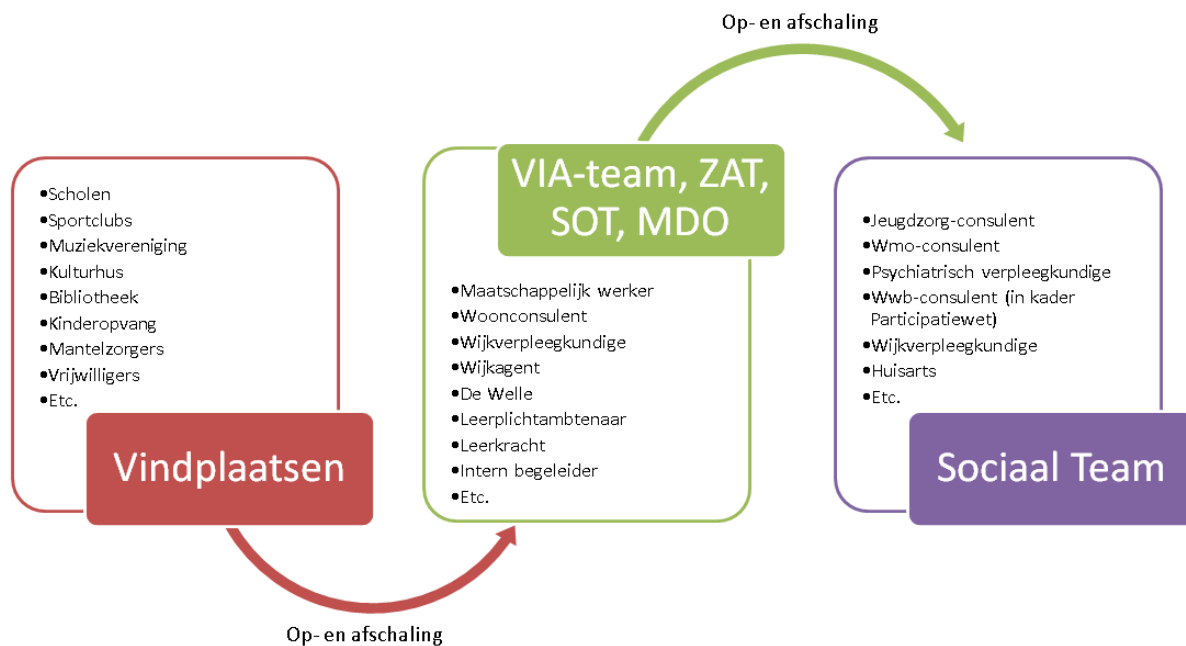 Op- en afschaling
•Scholen
•Sportclubs
•Muziekvereniging
•Kulturhus
•Bibliotheek
•Kinderopvang
•Mantelzorgers
•Vrijwilligers
•Etc.
Vindplaatsen
VIA-team, ZAT,
SOT, MDO
•Maatschappelijk werker
•Woonconsulent
•Wijkverpleegkundige
•Wijkagent
•De Welle
•Leerplichtambtenaar
•Leerkracht
•Intern begeleider
•Etc.
•Jeugdzorg-consulent
•Wmo-consulent
•Psychiatrisch verpleegkundige
•Wwb-consulent (in kader
Participatiewet)
•Wijkverpleegkundige
•Huisarts
•Etc.
Sociaal Team
Op- en afschaling